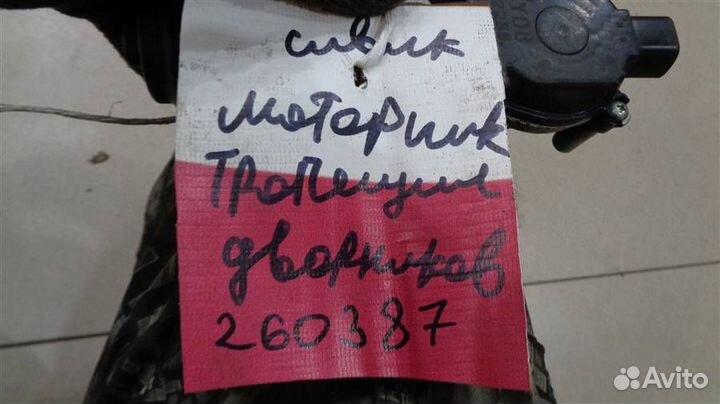 сивик
моторчик
трапеции
дворников
260387
Avito